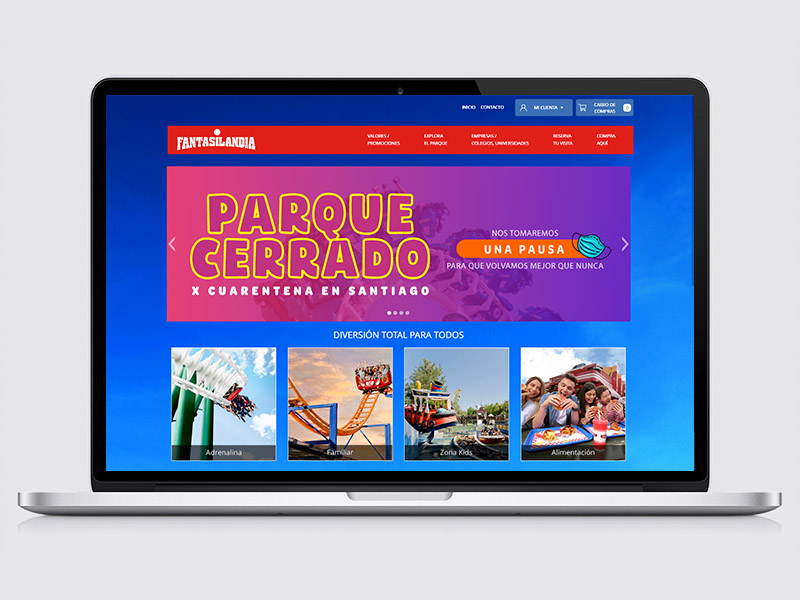 INICIO CONTACTO MI CUENTA CARRO DE
COMPRAS 0
FANTASILANDIA
VALORES /
PROMOCIONES
EXPLORA
EL PARQUE
EMPRESAS /
COLEGIOS, UNIVERSIDADES
RESERVA
TU VISITA
COMPRA
AQUÍ
PARQUE
CERRADO
X CUARENTENA EN SANTIAGO
NOS TOMAREMOS
UNA PAUSA
PARA QUE VOLVAMOS MEJOR QUE NUNCA
DIVERSIÓN TOTAL PARA TODOS
Adrenalina
Familiar
Zona Kids
Alimentación